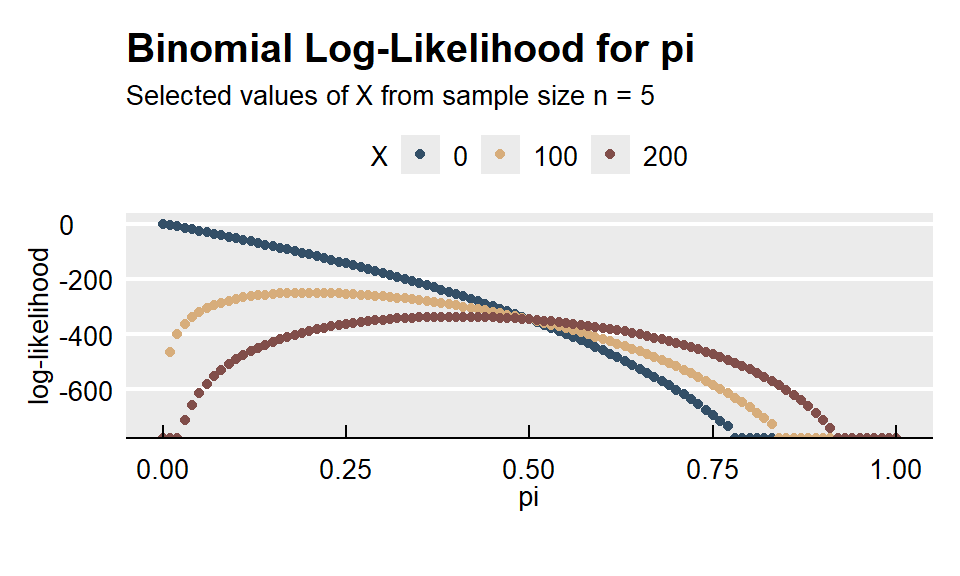 Binomial Log-Likelihood for pi
Selected values of X from sample size n = 5
X 0 100 200
log-likelihood
0
-200
-400
-600
0.00 0.25 0.50 0.75 1.00
pi